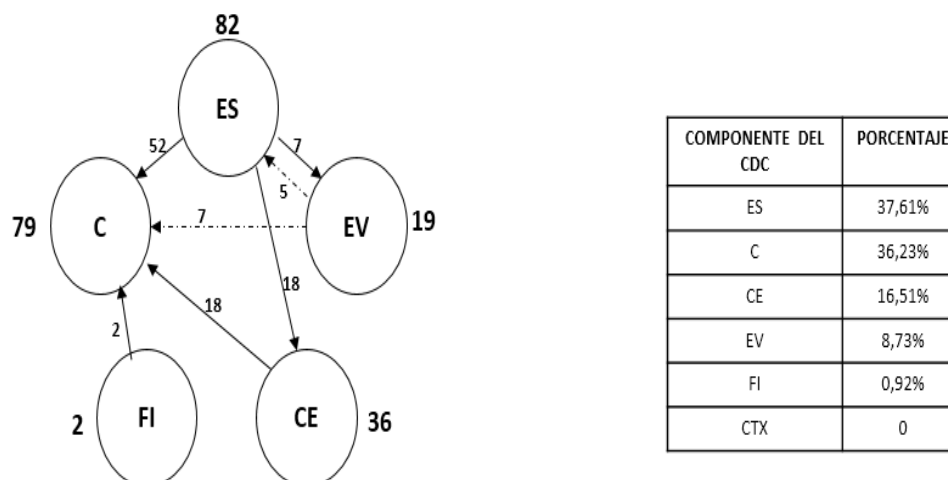 82
ES
52
7
5
79
C
7
EV
19
18
18
2
2
FI
CE
36
COMPONENTE DEL
CDC
PORCENTAJE
ES
37,61%
C
36,23%
CE
16,51%
EV
8,73%
FI
0,92%
CTX
0